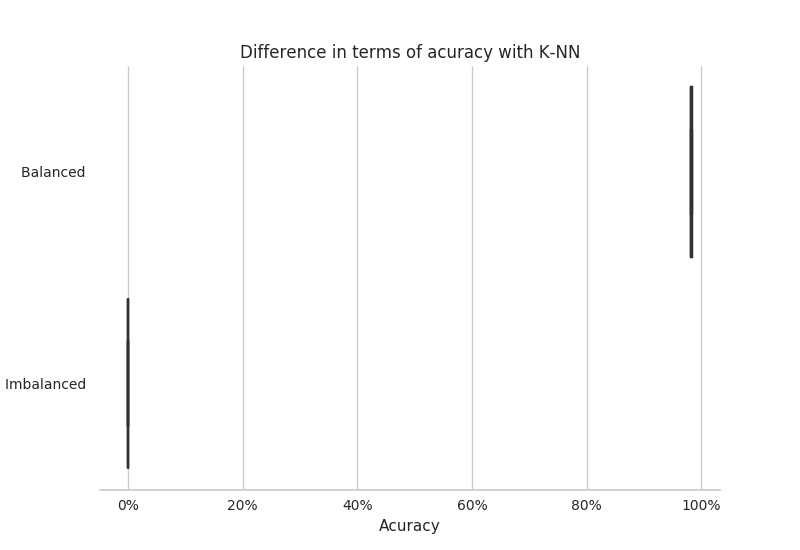 Difference in terms of acuracy with K-NN
Balanced
Imbalanced
0% 20% 40% 60% 80% 100%
Acuracy